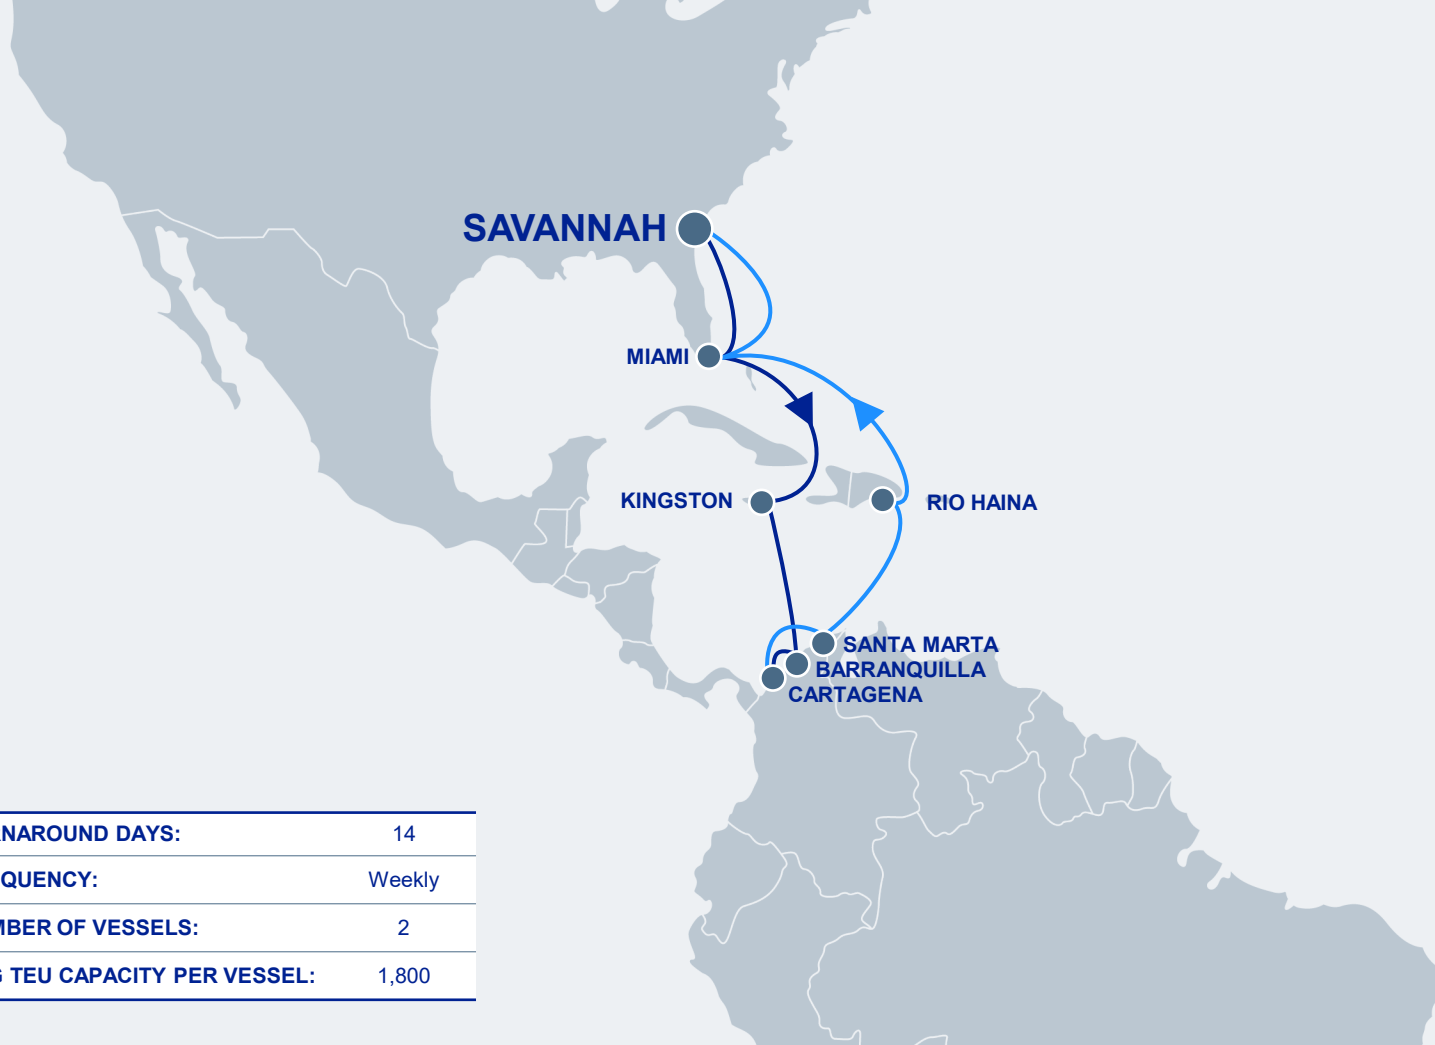 SAVANNAH
MIAMI
KINGSTON
RIO HAINA
SANTA MARTA
BARRANQUILLA
CARTAGENA
NAROUND DAYS: 14
QUENCY: Weekly
BER OF VESSELS: 2
TEU CAPACITY PER VESSEL: 1,800